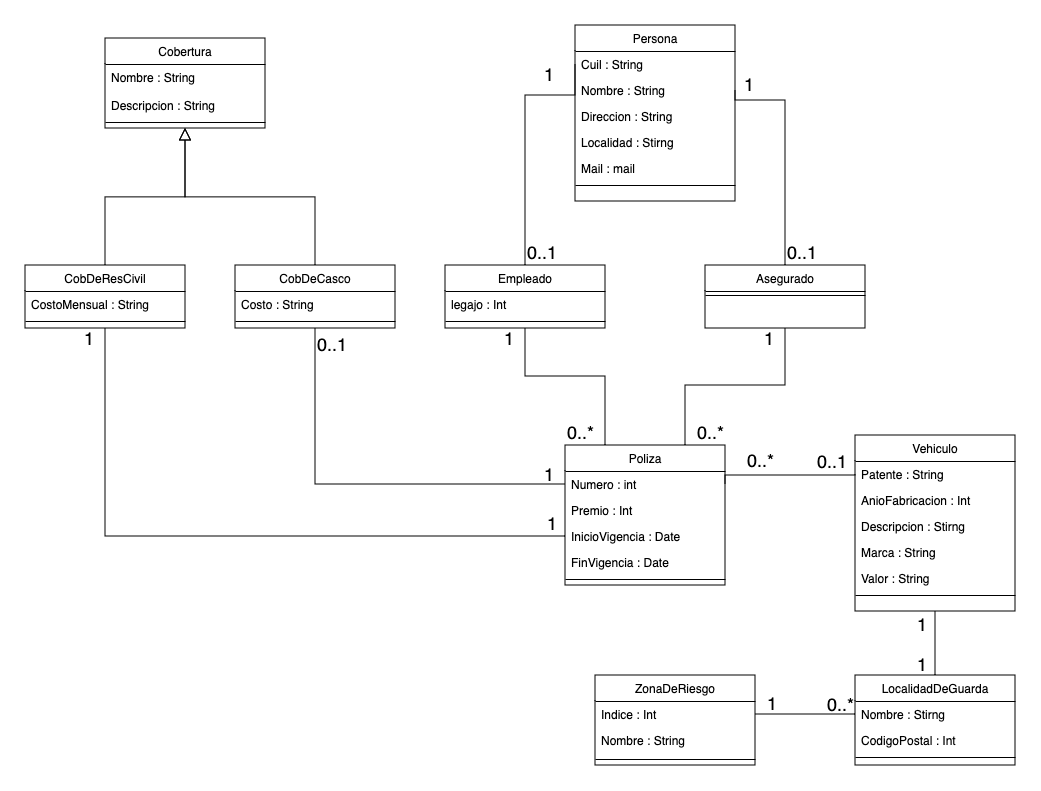 Cobertura
Nombre : String
Descripcion : String
Persona
Cuil : String
Nombre : String
Direccion : String
Localidad : Stirng
Mail : mail
1
1
0..1
0..1
CobDeResCivil
CostoMensual : String
CobDeCasco
Costo : String
Empleado
legajo : Int
Asegurado
1
0..1
1
1
0..*
0..*
Poliza
Numero : int
Premio : Int
InicioVigencia : Date
FinVigencia : Date
1
1
0..*
0..1
Vehiculo
Patente : String
AnioFabricacion : Int
Descripcion : Stirng
Marca : String
Valor : String
1
1
ZonaDeRiesgo
Indice : Int
Nombre : String
1
0..*
LocalidadDeGuarda
Nombre : Stirng
CodigoPostal : Int